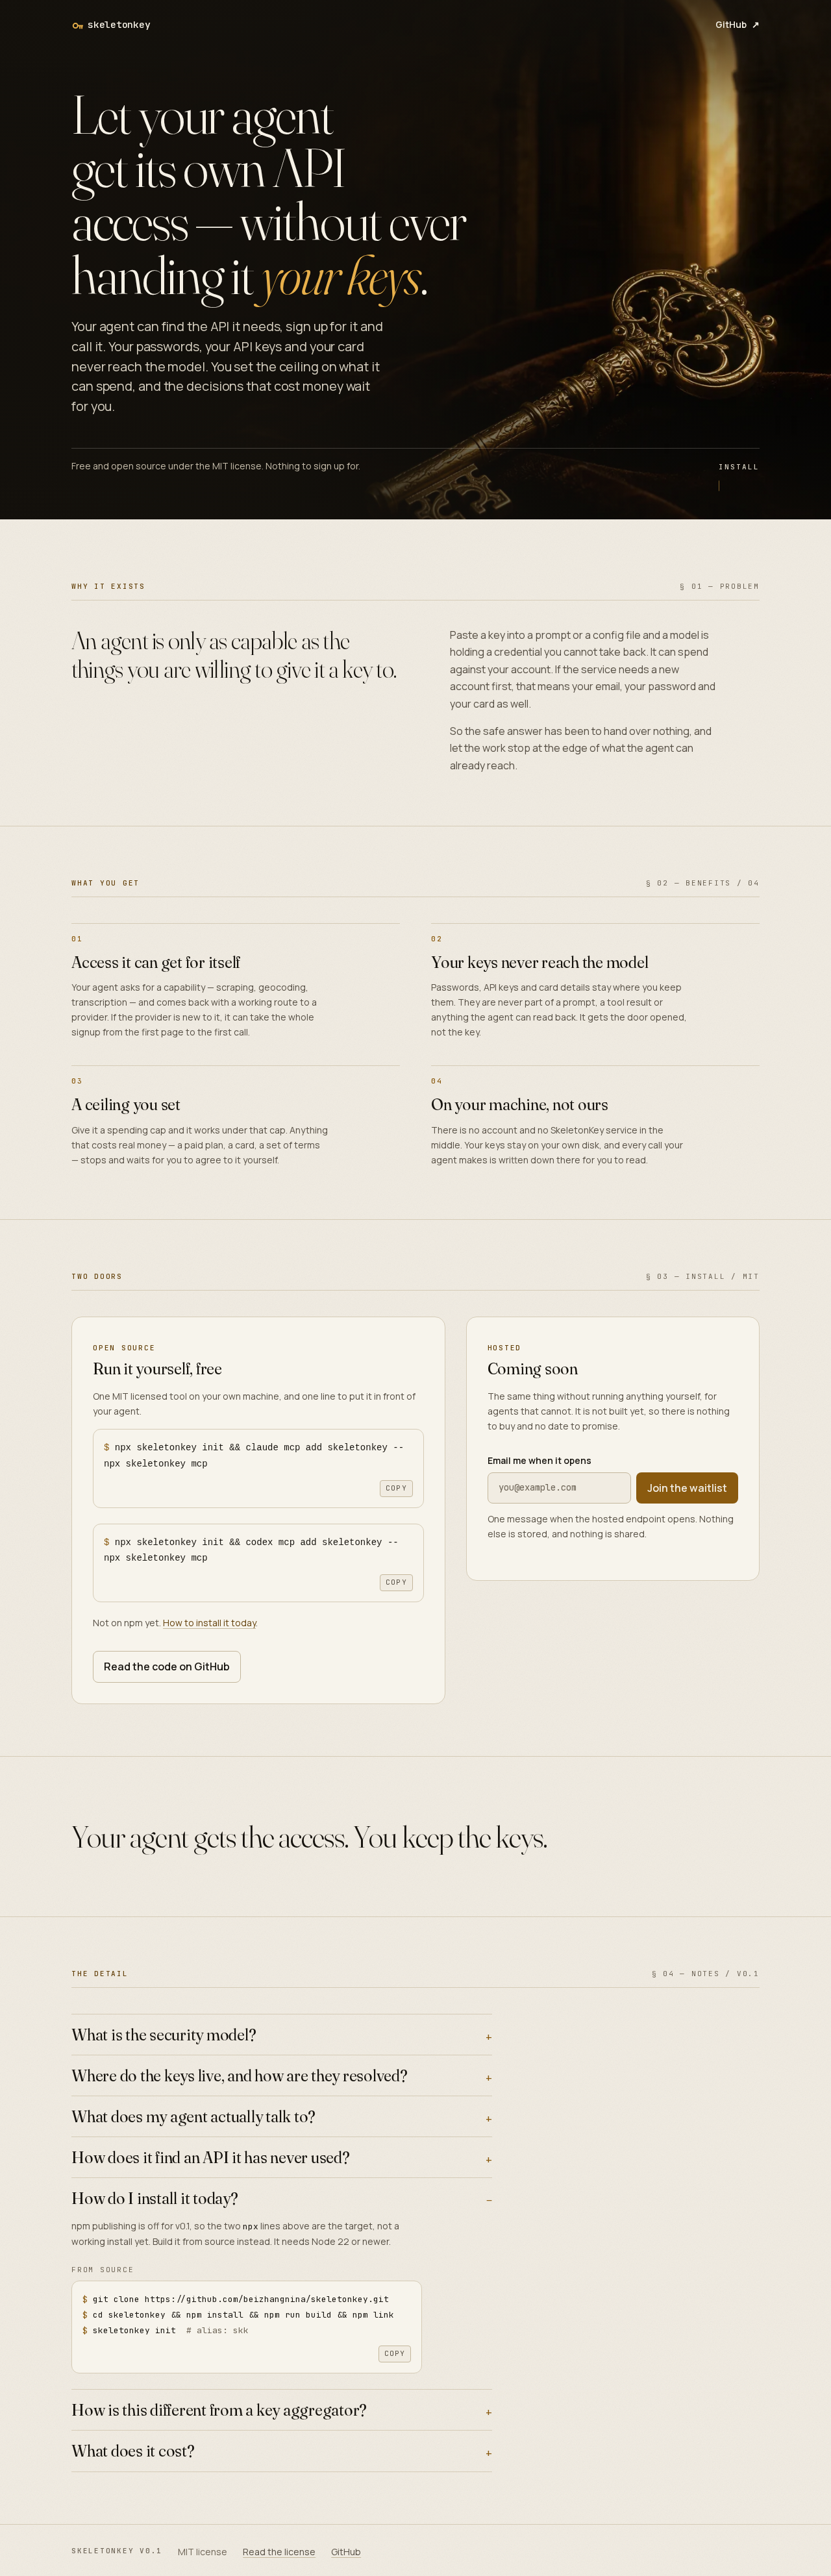 skeletonkey
GitHub ↗
Let your agent
get its own API
access — without ever
handing it your keys.
Your agent can find the API it needs, sign up for it and
call it. Your passwords, your API keys and your card
never reach the model. You set the ceiling on what it
can spend, and the decisions that cost money wait
for you.
Free and open source under the MIT license. Nothing to sign up for.
INSTALL
WHY IT EXISTS
§ 01 — PROBLEM
An agent is only as capable as the
things you are willing to give it a key to.
Paste a key into a prompt or a config file and a model is
holding a credential you cannot take back. It can spend
against your account. If the service needs a new
account first, that means your email, your password and
your card as well.
So the safe answer has been to hand over nothing, and
let the work stop at the edge of what the agent can
already reach.
WHAT YOU GET
§ 02 — BENEFITS / 04
01
Access it can get for itself
Your agent asks for a capability — scraping, geocoding,
transcription — and comes back with a working route to a
provider. If the provider is new to it, it can take the whole
signup from the first page to the first call.
02
Your keys never reach the model
Passwords, API keys and card details stay where you keep
them. They are never part of a prompt, a tool result or
anything the agent can read back. It gets the door opened,
not the key.
03
A ceiling you set
Give it a spending cap and it works under that cap. Anything
that costs real money — a paid plan, a card, a set of terms
— stops and waits for you to agree to it yourself.
04
On your machine, not ours
There is no account and no SkeletonKey service in the
middle. Your keys stay on your own disk, and every call your
agent makes is written down there for you to read.
TWO DOORS
§ 03 — INSTALL / MIT
OPEN SOURCE
Run it yourself, free
One MIT licensed tool on your own machine, and one line to put it in front of
your agent.
$ npx skeletonkey init && claude mcp add skeletonkey --
npx skeletonkey mcp
COPY
$ npx skeletonkey init && codex mcp add skeletonkey --
npx skeletonkey mcp
COPY
Not on npm yet. How to install it today.
Read the code on GitHub
HOSTED
Coming soon
The same thing without running anything yourself, for
agents that cannot. It is not built yet, so there is nothing
to buy and no date to promise.
Email me when it opens
you@example.com
Join the waitlist
One message when the hosted endpoint opens. Nothing
else is stored, and nothing is shared.
Your agent gets the access. You keep the keys.
THE DETAIL
§ 04 — NOTES / V0.1
What is the security model?
+
Where do the keys live, and how are they resolved?
+
What does my agent actually talk to?
+
How does it find an API it has never used?
+
How do I install it today?
–
npm publishing is off for v0.1, so the two npx lines above are the target, not a
working install yet. Build it from source instead. It needs Node 22 or newer.
FROM SOURCE
$ git clone https://github.com/beizhangnina/skeletonkey.git
$ cd skeletonkey && npm install && npm run build && npm link
$ skeletonkey init # alias: skk
COPY
How is this different from a key aggregator?
+
What does it cost?
+
SKELETONKEY V0.1
MIT license
Read the license
GitHub